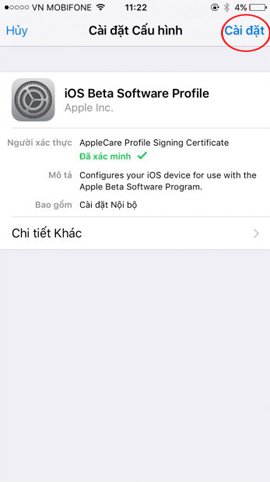 VN MOBIFONE 11:22 4%
Hủy Cài đặt Cấu hình Cài đặt
iOS Beta Software Profile
Apple Inc.
Người xác thực AppleCare Profile Signing Certificate
Đã xác minh
Mô tả Configures your iOS device for use with the
Apple Beta Software Program.
Bao gồm Cài đặt Nội bộ
Chi tiết Khác